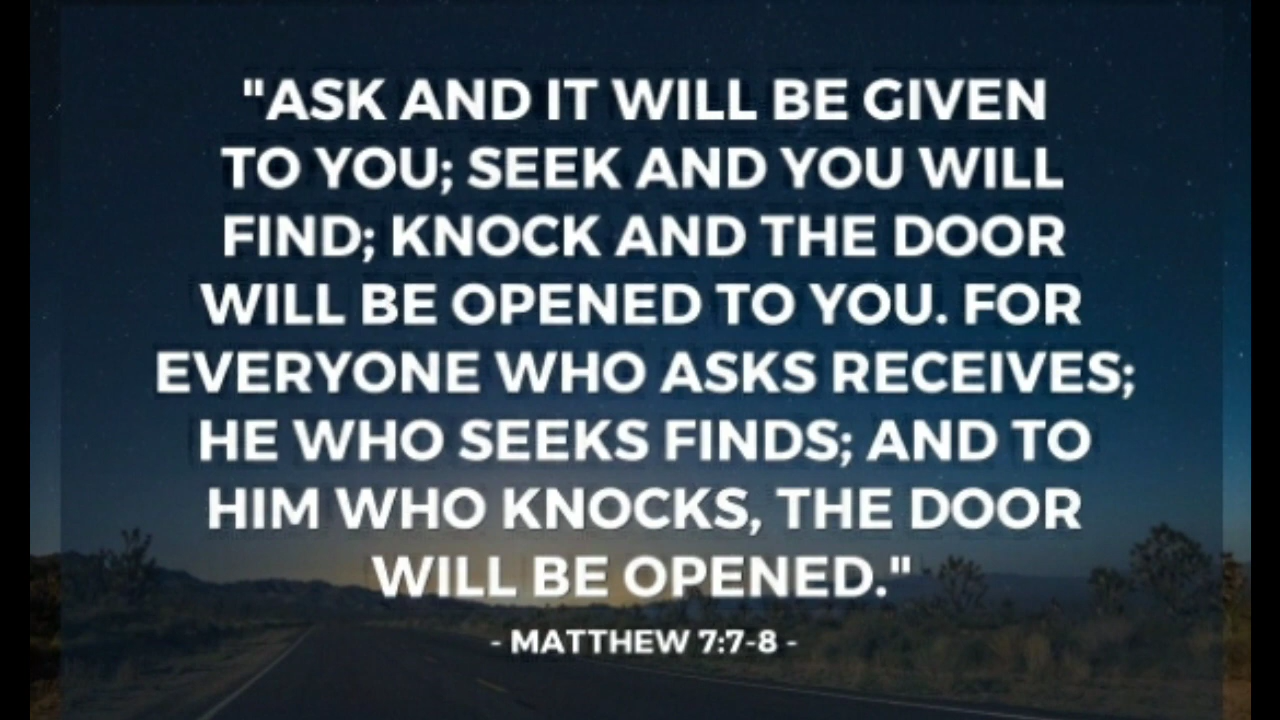 "ASK AND IT WILL BE GIVEN
TO YOU; SEEK AND YOU WILL
FIND; KNOCK AND THE DOOR
WILL BE OPENED TO YOU. FOR
EVERYONE WHO ASKS RECEIVES;
HE WHO SEEKS FINDS; AND TO
HIM WHO KNOCKS, THE DOOR
WILL BE OPENED."
- MATTHEW 7:7-8 -